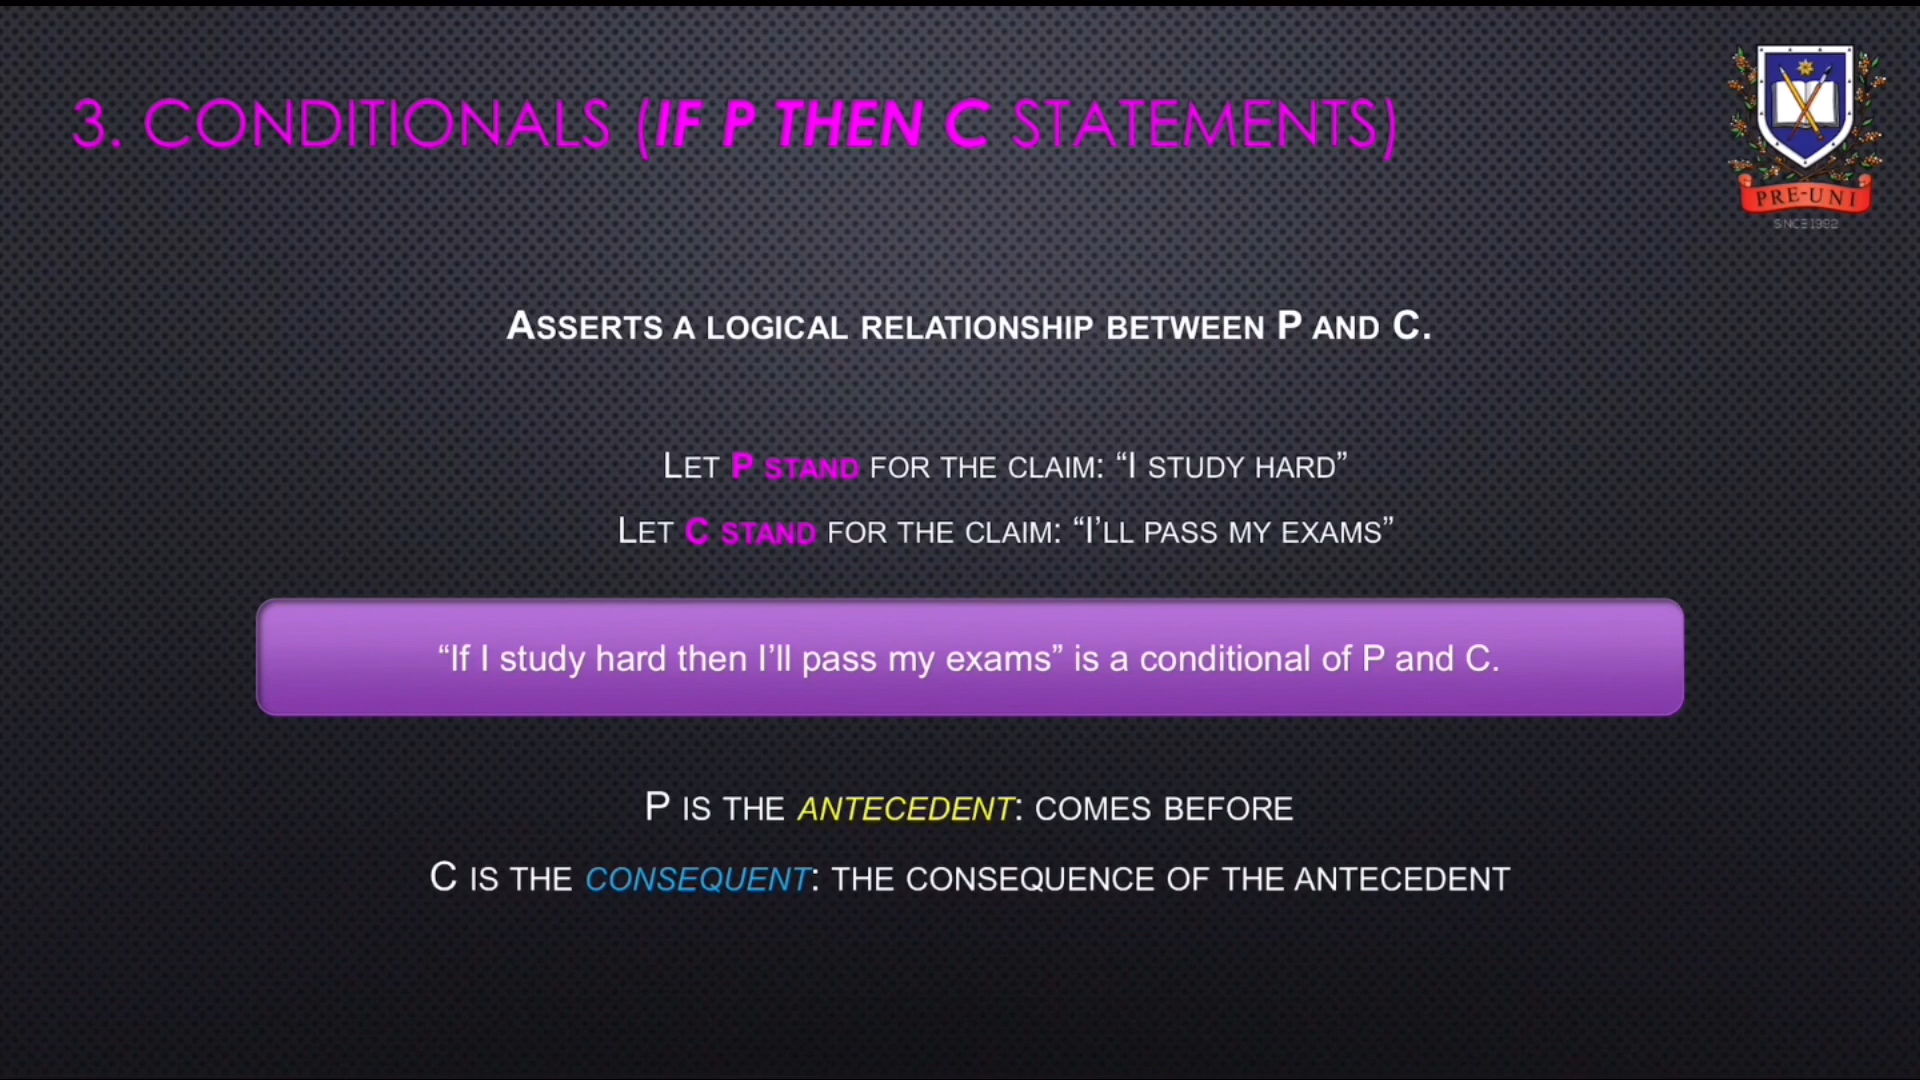 3. CONDITIONALS (IF P THEN C STATEMENTS)
PRE-UNI
SINCE 1992
ASSERTS A LOGICAL RELATIONSHIP BETWEEN P AND C.
LET P STAND FOR THE CLAIM: “I STUDY HARD”
LET C STAND FOR THE CLAIM: “I’LL PASS MY EXAMS”
“If I study hard then I’ll pass my exams” is a conditional of P and C.
P IS THE ANTECEDENT: COMES BEFORE
C IS THE CONSEQUENT: THE CONSEQUENCE OF THE ANTECEDENT